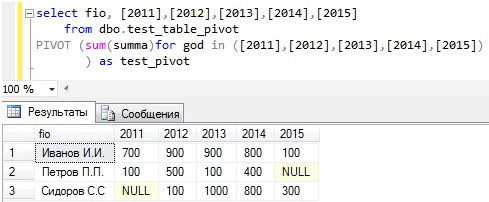 select fio, [2011],[2012],[2013],[2014],[2015]
from dbo.test_table_pivot
PIVOT (sum(summa)for god in ([2011],[2012],[2013],[2014],[2015])
) as test_pivot
100 %
Результаты Сообщения
fio 2011 2012 2013 2014 2015
1 Иванов И.И. 700 900 900 800 100
2 Петров П.П. 100 500 100 400 NULL
3 Сидоров С.С NULL 100 1000 800 300